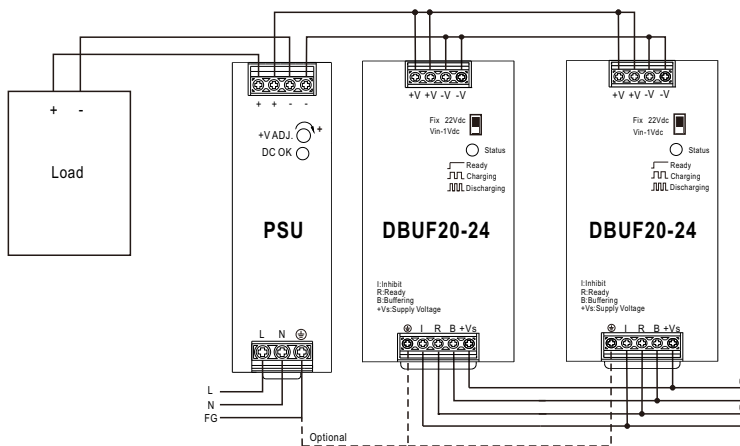 + -
Load
+ + - -
+V ADJ. +
DC OK
PSU
L N
L
N
FG
Optional
+V +V -V -V
Fix 22Vdc
Vin-1Vdc
Status
Ready
Charging
Discharging
DBUF20-24
I:Inhibit
R:Ready
B:Buffering
+Vs:Supply Voltage
I R B +Vs
+V +V -V -V
Fix 22Vdc
Vin-1Vdc
Status
Ready
Charging
Discharging
DBUF20-24
I:Inhibit
R:Ready
B:Buffering
+Vs:Supply Voltage
I R B +Vs